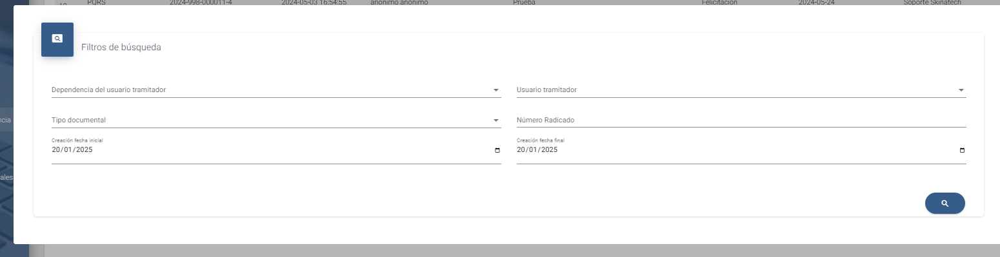 PQRS 2024-998-000011-4 2024-05-03 16:54:55 anonimo anonimo Prueba Felicitación 2024-05-24 Soporte Skinatech
Filtros de búsqueda
Dependencia del usuario tramitador Usuario tramitador
Tipo documental Número Radicado
ncia
Creación fecha inicial Creación fecha final
20/01/2025 20/01/2025
ales